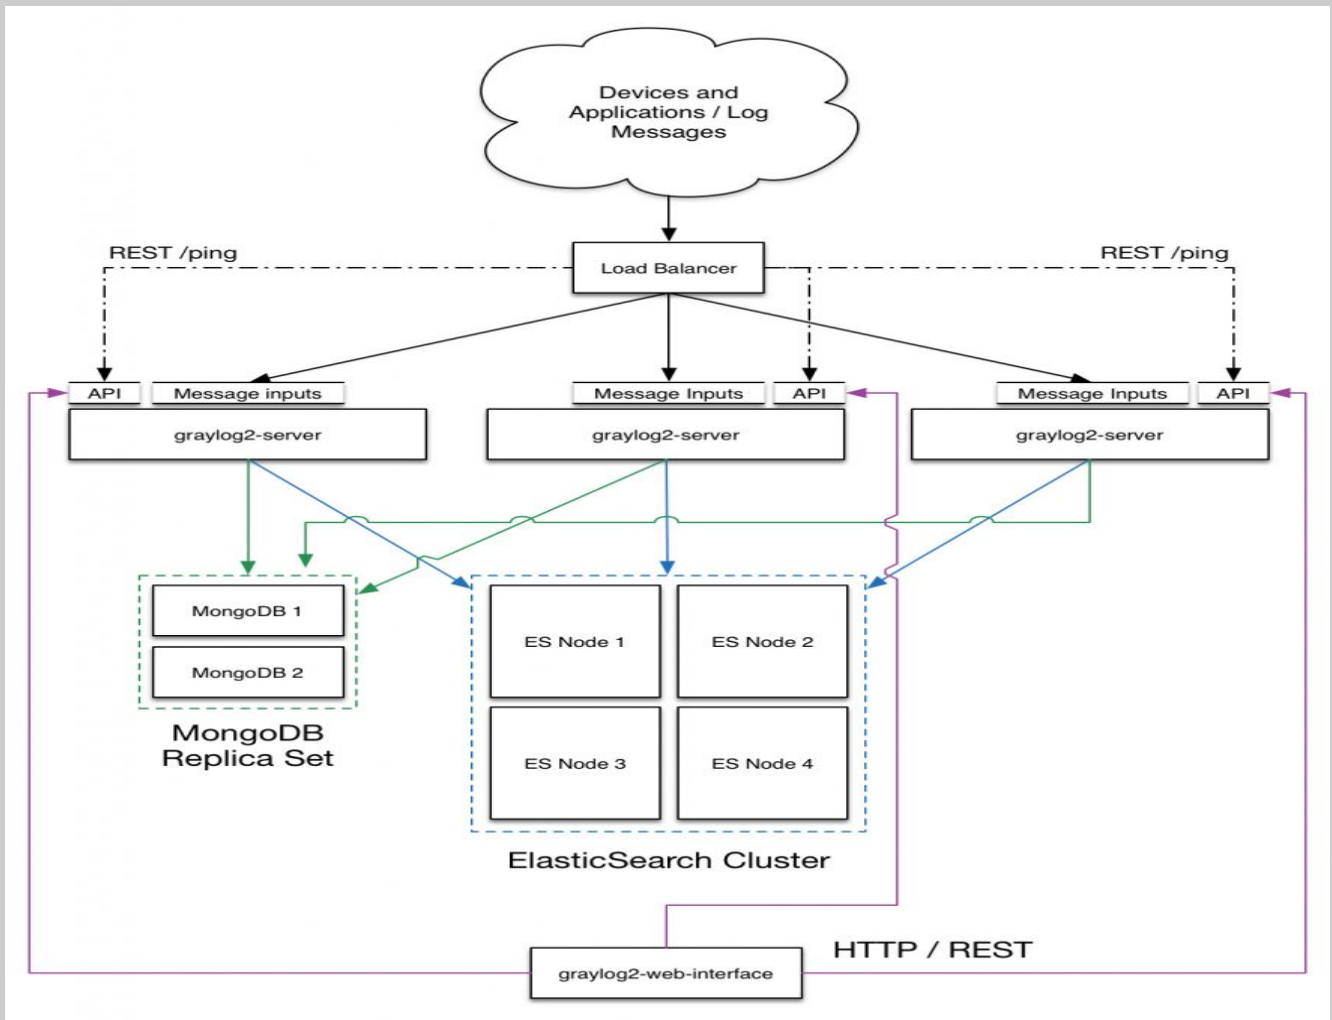 Devices and
Applications / Log
Messages
REST /ping
Load Balancer
REST /ping
API
Message inputs
Message Inputs
API
Message Inputs
API
graylog2-server
graylog2-server
graylog2-server
MongoDB 1
MongoDB 2
MongoDB
Replica Set
ES Node 1
ES Node 2
ES Node 3
ES Node 4
ElasticSearch Cluster
HTTP / REST
graylog2-web-interface